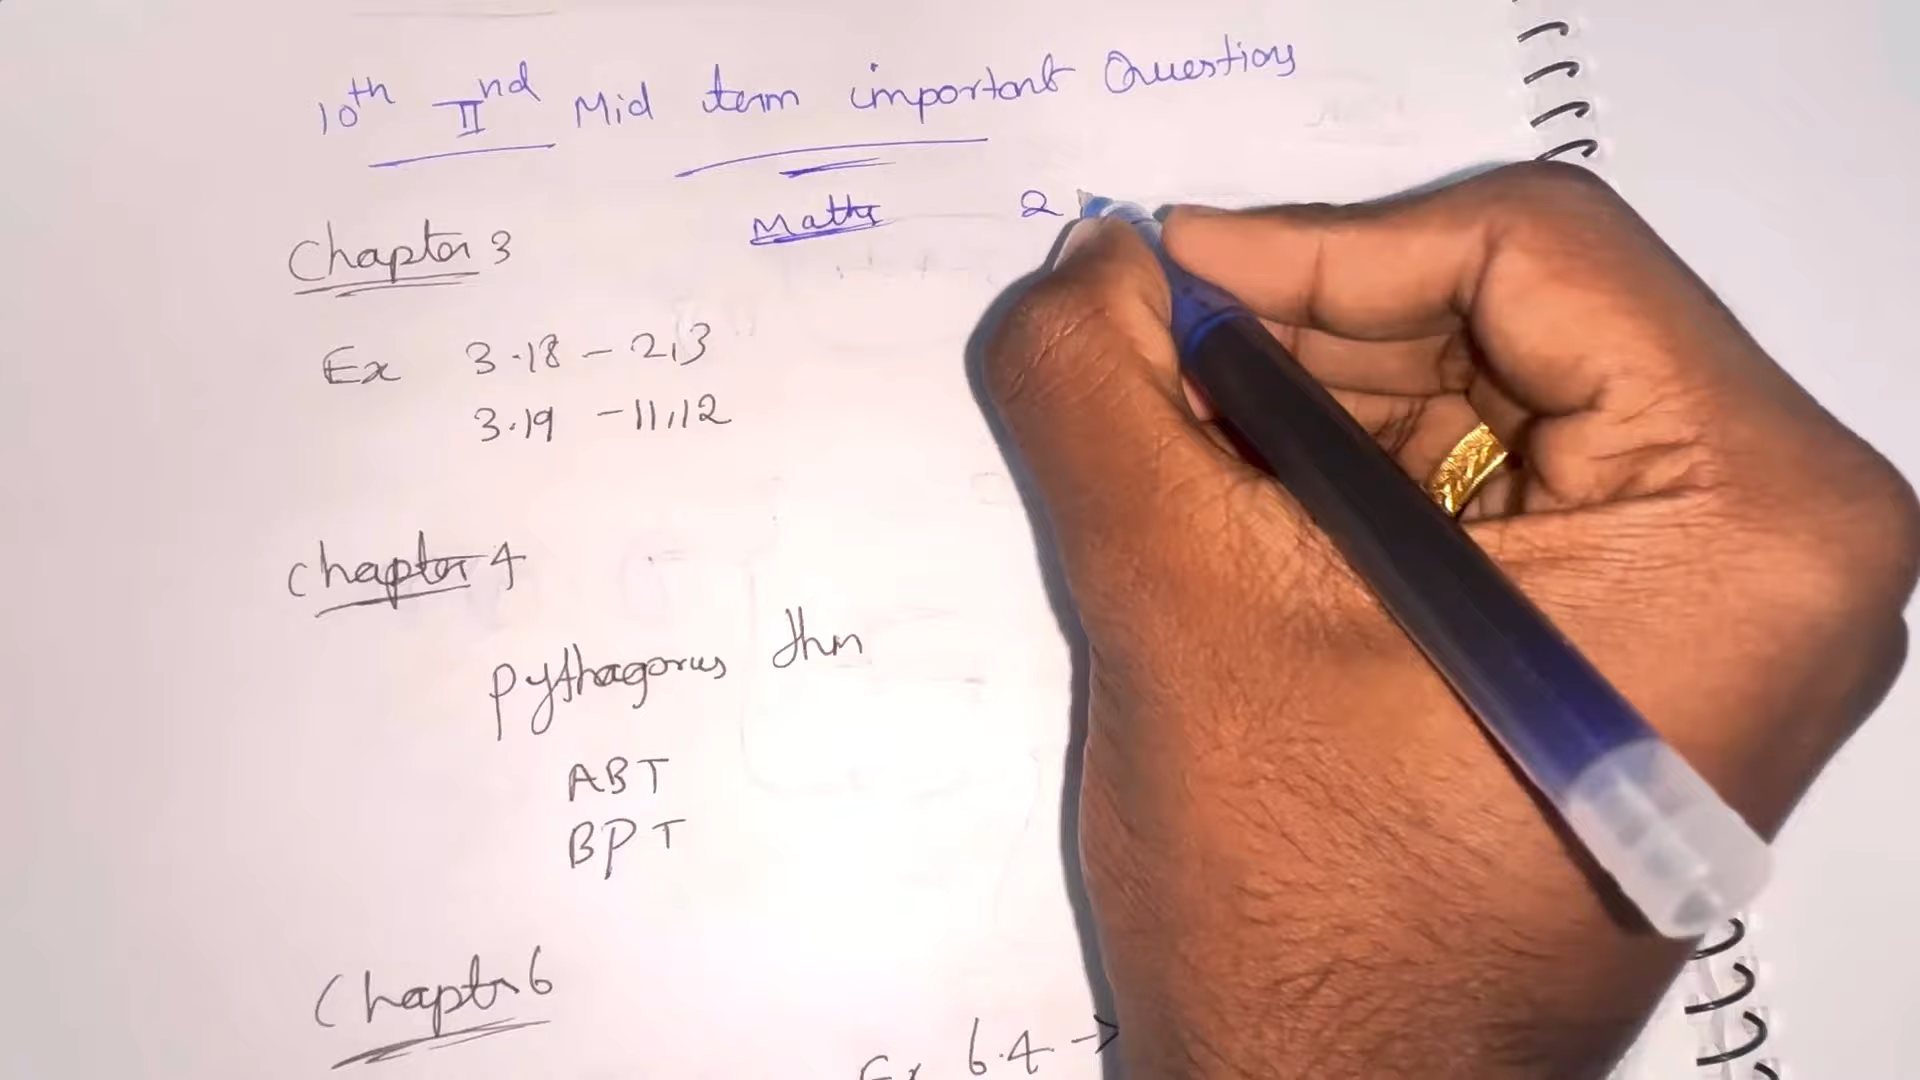 10th IInd Mid term important Questions
Maths 2
Chapter 3
Ex 3.18 - 2,3
3.19 - 11,12
Chapter 4
pythagorus thm
ABT
BPT
Chapter 6
Ex 6.4 →